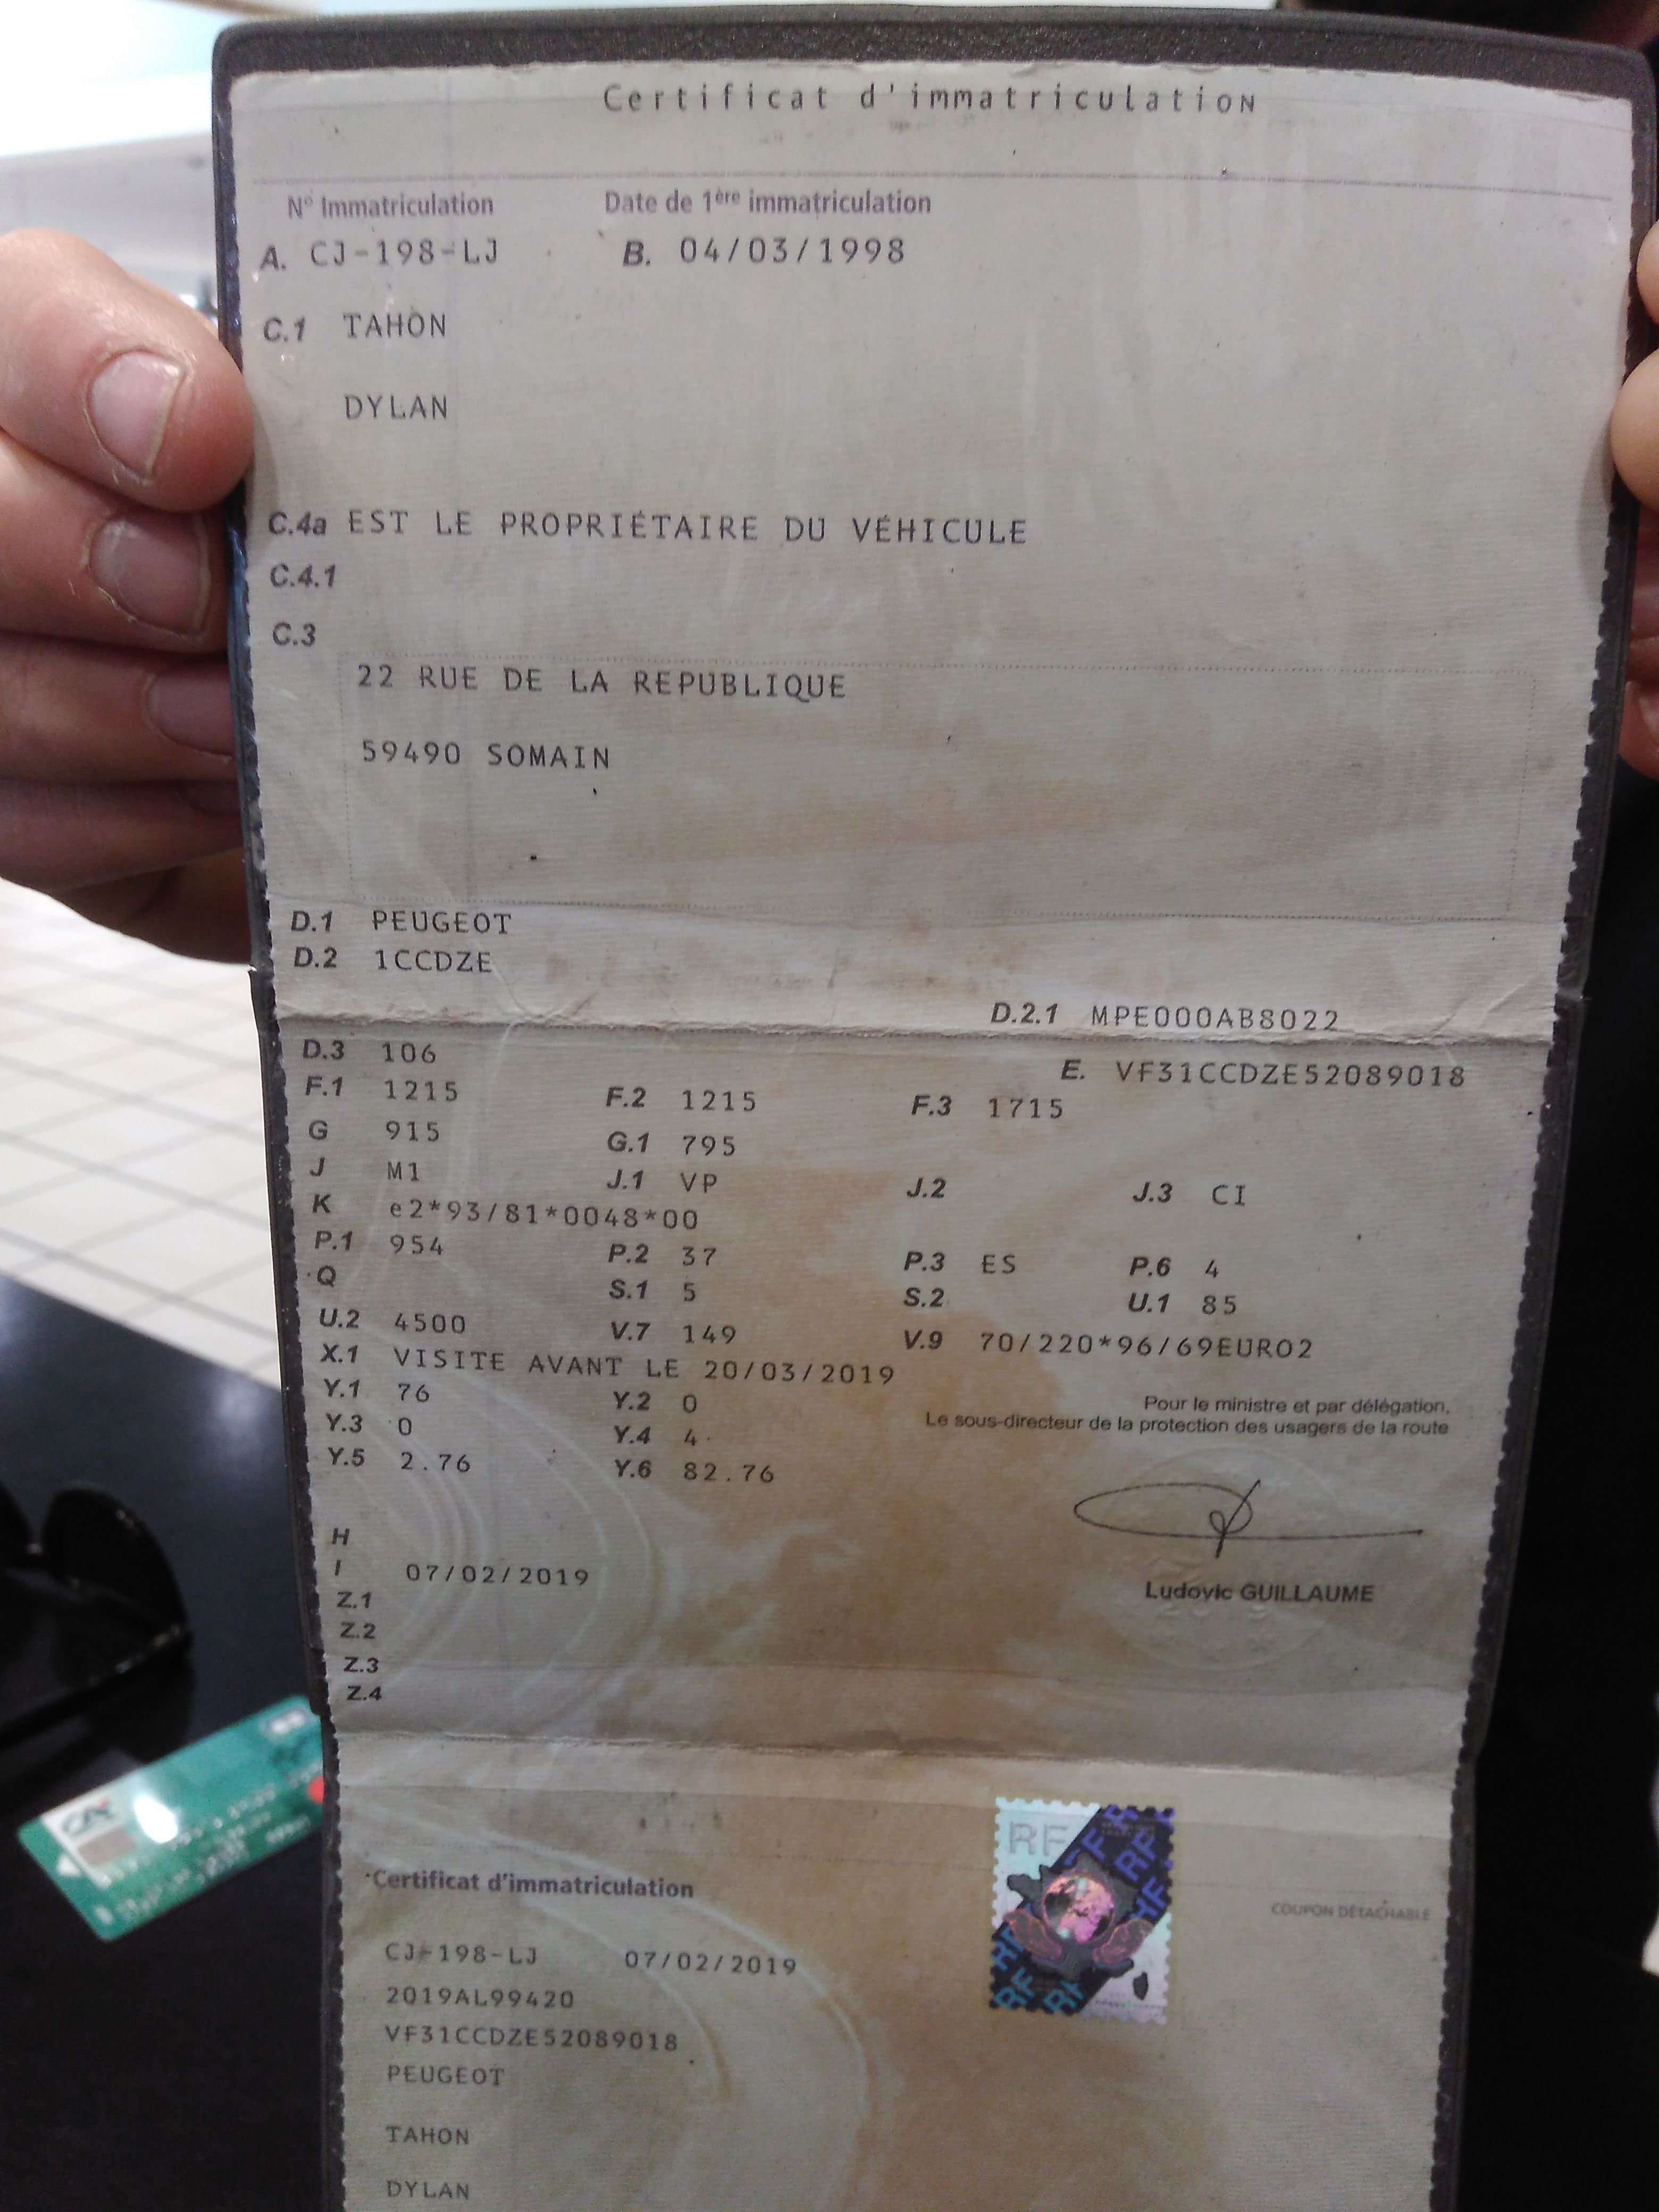 Certificat d'immatriculation
N° Immatriculation Date de 1ère immatriculation
A. CJ-198-LJ B. 04/03/1998
C.1 TAHON
DYLAN
C.4a EST LE PROPRIÉTAIRE DU VÉHICULE
C.4.1
C.3
22 RUE DE LA REPUBLIQUE
59490 SOMAIN
D.1 PEUGEOT
D.2 1CCDZE
D.2.1 MPE000AB8022
D.3 106 E. VF31CCDZE52089018
F.1 1215 F.2 1215 F.3 1715
G 915 G.1 795
J M1 J.1 VP J.2 J.3 CI
K e2*93/81*0048*00
P.1 954 P.2 37 P.3 ES P.6 4
Q S.1 5 S.2 U.1 85
U.2 4500 V.7 149 V.9 70/220*96/69EURO2
X.1 VISITE AVANT LE 20/03/2019
Y.1 76 Y.2 0
Pour le ministre et par délégation,
Le sous-directeur de la protection des usagers de la route
Y.3 0 Y.4 4
Y.5 2.76 Y.6 82.76
H
I 07/02/2019
Ludovic GUILLAUME
Z.1
Z.2
Z.3
Z.4
RF
Certificat d'immatriculation
COUPON DÉTACHABLE
CJ-198-LJ 07/02/2019
2019AL99420
VF31CCDZE52089018
PEUGEOT
TAHON
DYLAN